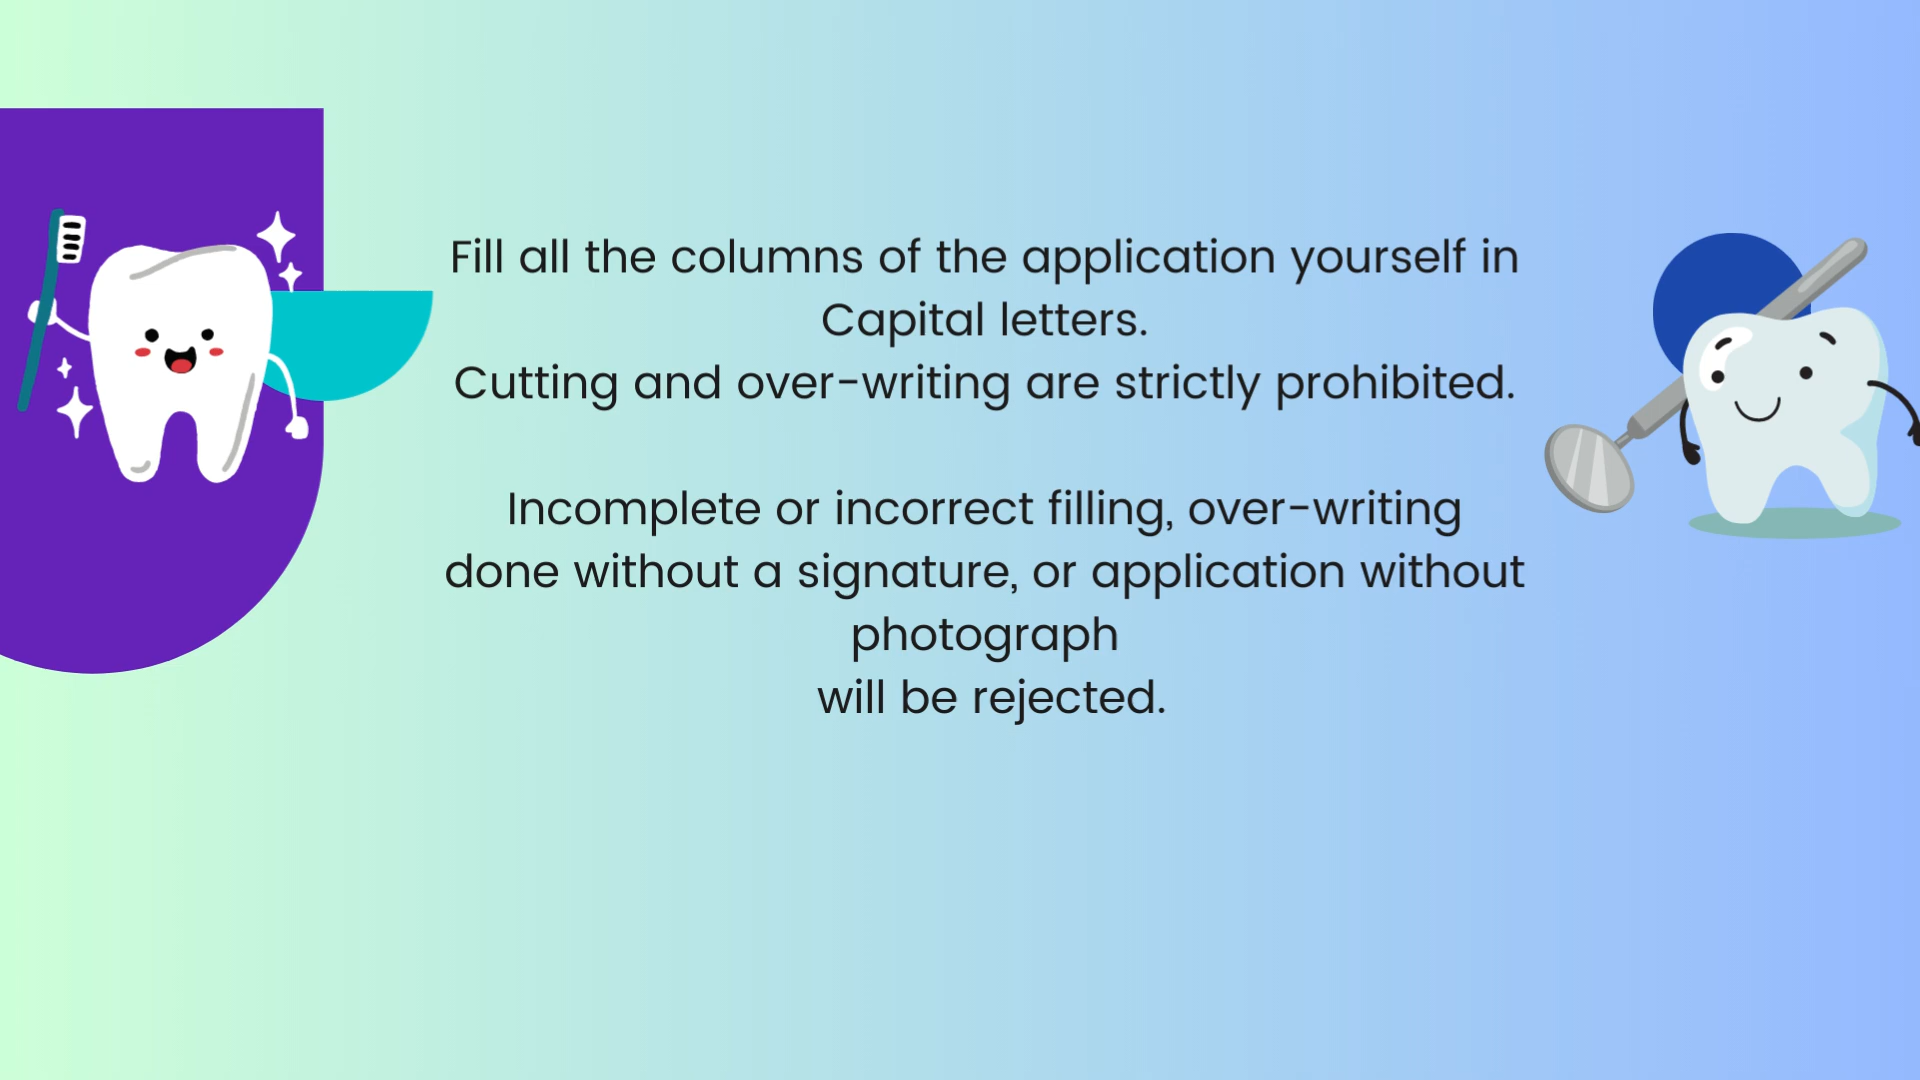 Fill all the columns of the application yourself in
Capital letters.
Cutting and over-writing are strictly prohibited.
Incomplete or incorrect filling, over-writing
done without a signature, or application without
photograph
will be rejected.